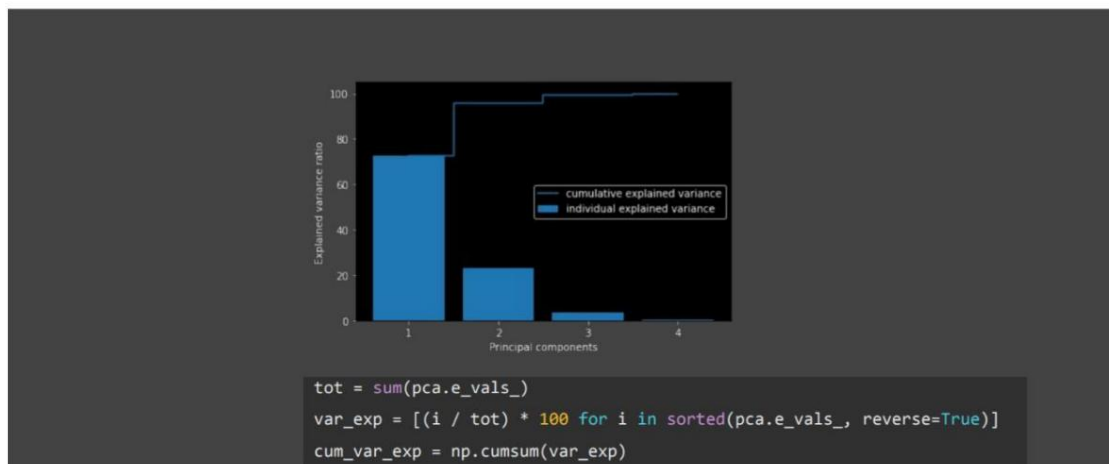 100
80
60
40
20
0
Explained variance ratio
cumulative explained variance
individual explained variance
1 2 3 4
Principal components
tot = sum(pca.e_vals_)
var_exp = [(i / tot) * 100 for i in sorted(pca.e_vals_, reverse=True)]
cum_var_exp = np.cumsum(var_exp)